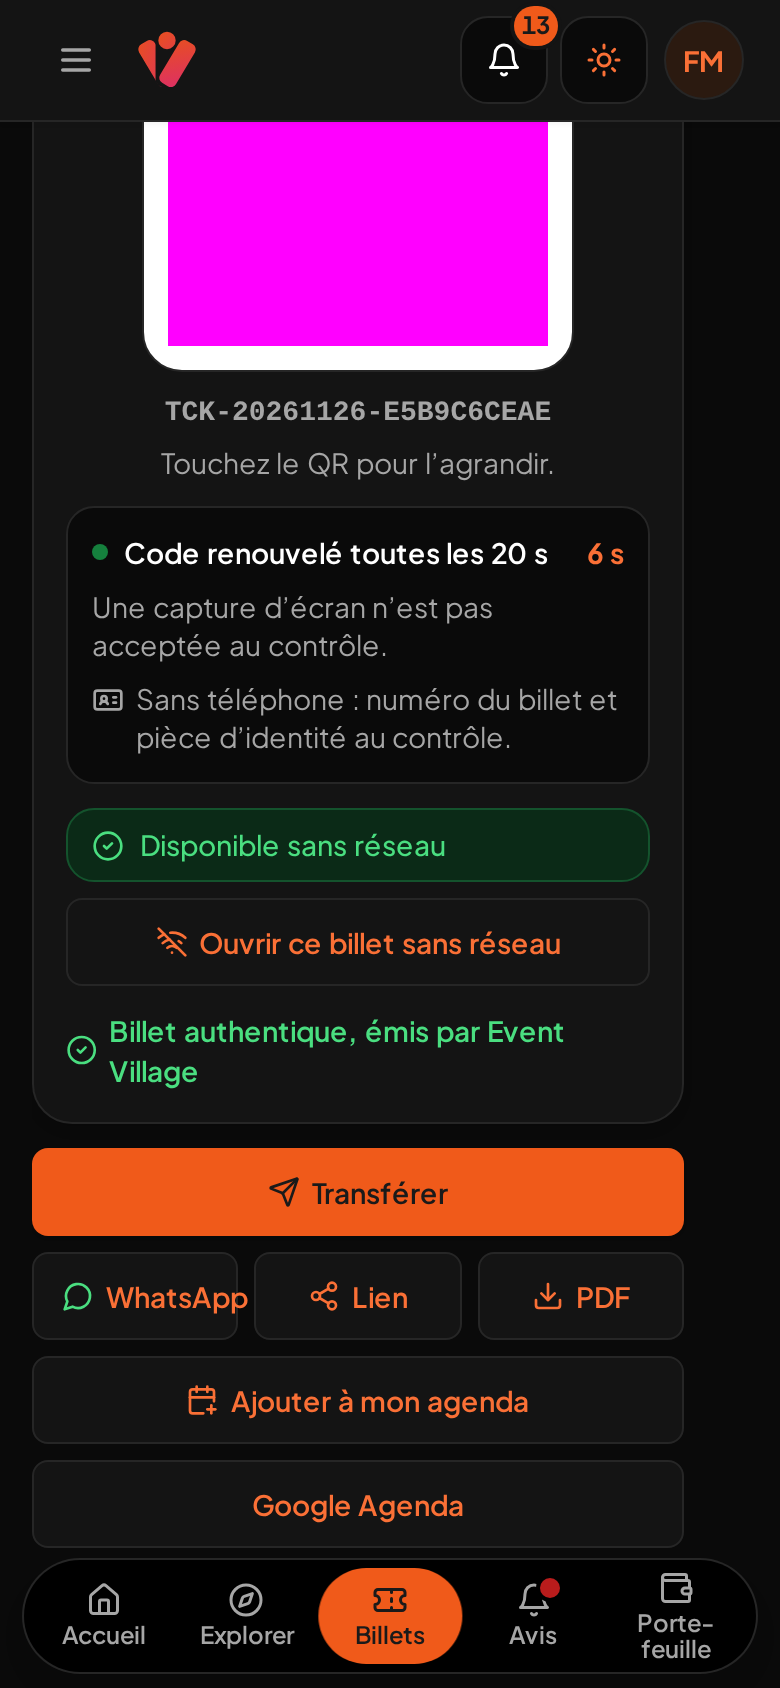 13
FM
TCK-20261126-E5B9C6CEAE
Touchez le QR pour l’agrandir.
Code renouvelé toutes les 20 s 6 s
Une capture d’écran n’est pas
acceptée au contrôle.
Sans téléphone : numéro du billet et
pièce d’identité au contrôle.
Disponible sans réseau
Ouvrir ce billet sans réseau
Billet authentique, émis par Event
Village
Transférer
WhatsApp Lien PDF
Ajouter à mon agenda
Google Agenda
Accueil Explorer Billets Avis Porte-
feuille